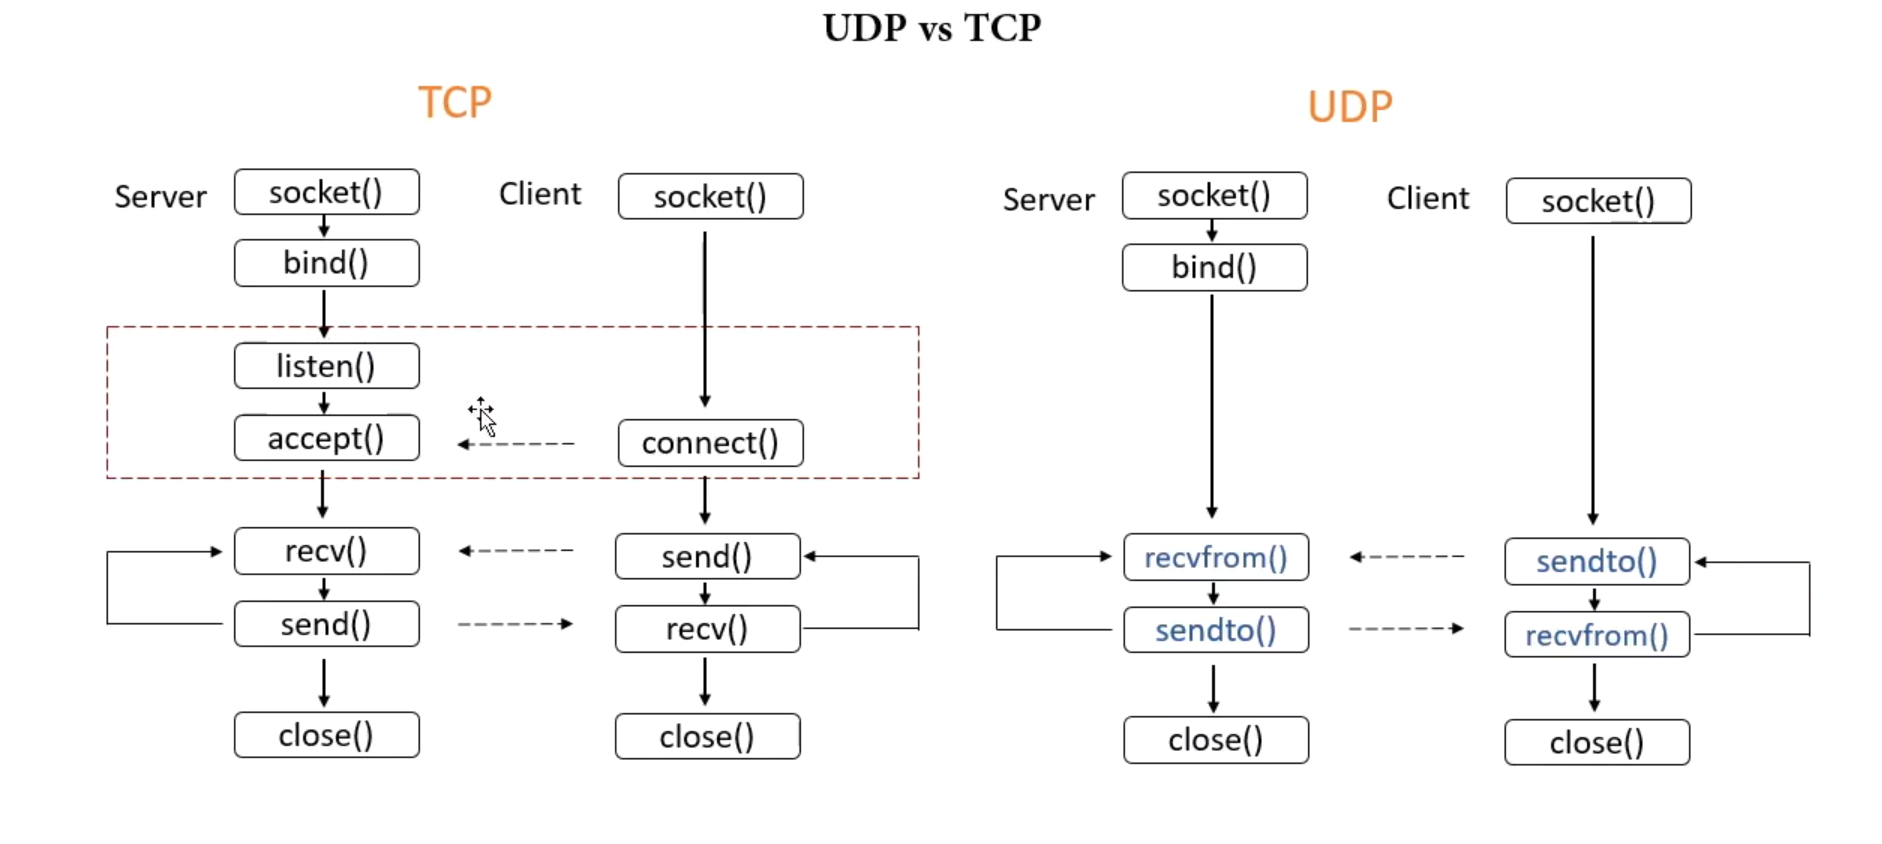 UDP vs TCP
TCP
Server
socket()
bind()
listen()
accept()
recv()
send()
close()
Client
socket()
connect()
send()
recv()
close()
UDP
Server
socket()
bind()
recvfrom()
sendto()
close()
Client
socket()
sendto()
recvfrom()
close()